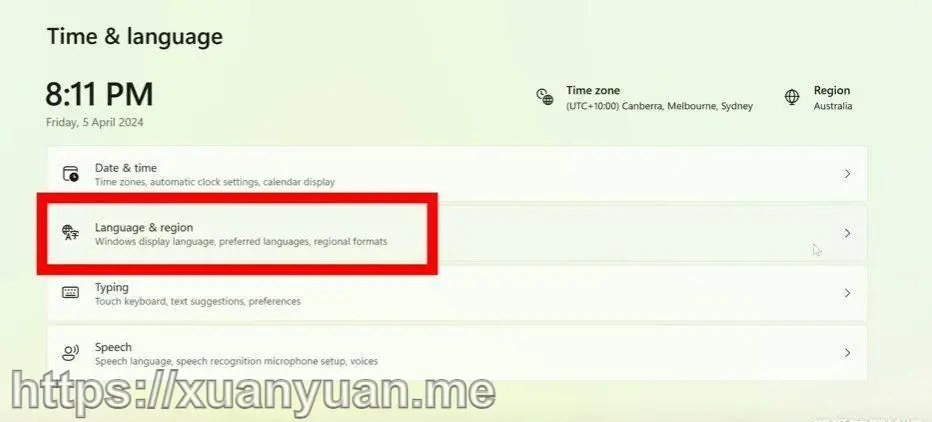 Time & language
8:11 PM
Friday, 5 April 2024
Time zone
(UTC+10:00) Canberra, Melbourne, Sydney
Region
Australia
Date & time
Time zones, automatic clock settings, calendar display
Language & region
Windows display language, preferred languages, regional formats
Typing
Touch keyboard, text suggestions, preferences
Speech
Speech language, speech recognition microphone setup, voices
https://xuanyuan.me